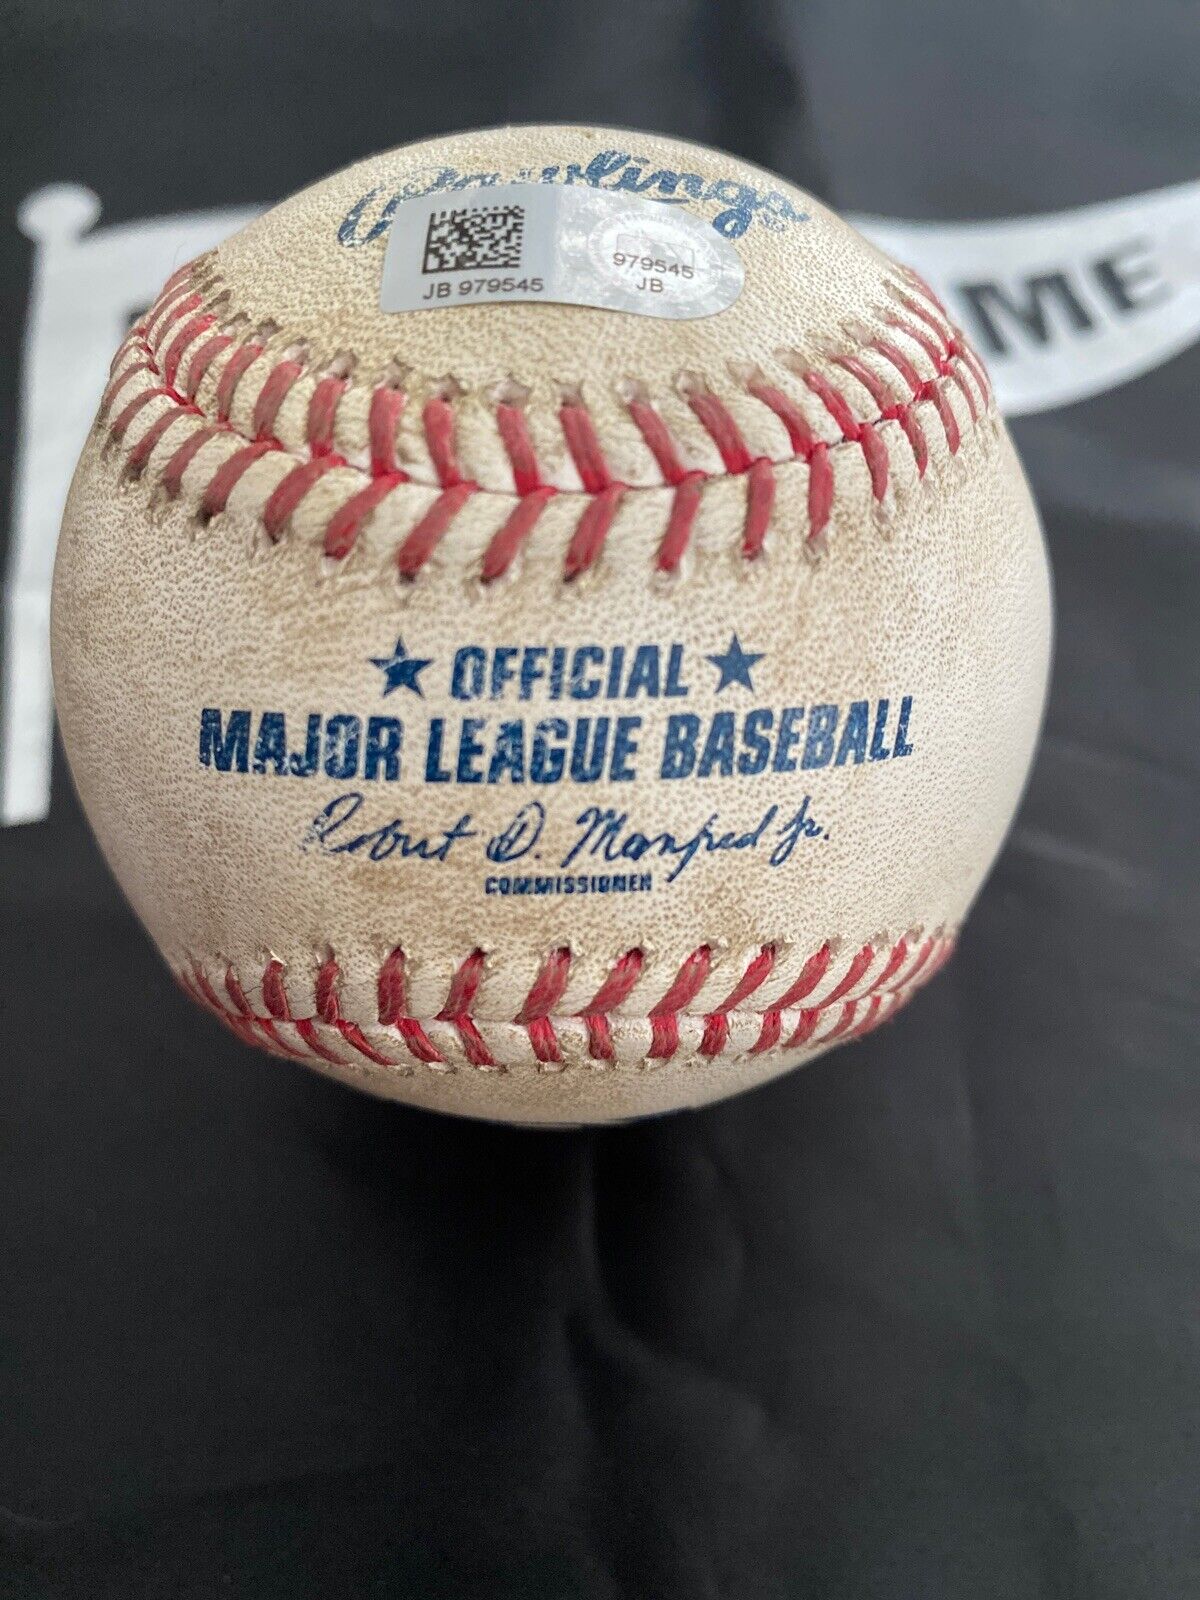 Rawlings
979545
JB 979545
JB
★ OFFICIAL ★
MAJOR LEAGUE BASEBALL
Robert D. Manfred Jr.
COMMISSIONER
ME